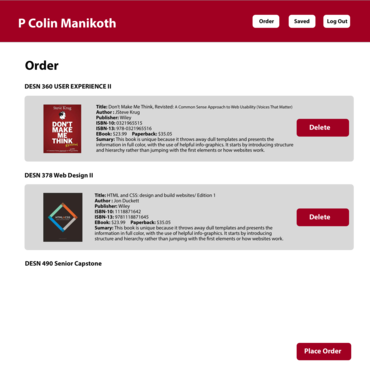 P Colin Manikoth
Order
Saved
Log Out
Order
DESN 360 USER EXPERIENCE II
Steve Krug
DON'T
MAKE
ME
THINK
Title: Don't Make Me Think, Revisited: A Common Sense Approach to Web Usability (Voices That Matter)
Author : JSteve Krug
Publisher: Wiley
ISBN-10: 0321965515
ISBN-13: 978-0321965516
EBook: $23.99 Paperback: $35.05
Sumary: This book is unique because it throws away dull templates and presents the
information in full color, with the use of helpful info-graphics. It starts by introducing structure
and hierarchy rather than jumping with the first elements or how websites work.
Delete
DESN 378 Web Design II
HTML & CSS
Title: HTML and CSS: design and build websites/ Edition 1
Author : Jon Duckett
Publisher: Wiley
ISBN-10: 1118871642
ISBN-13: 9781118871645
EBook: $23.99 Paperback: $35.05
Sumary: This book is unique because it throws away dull templates and presents the
information in full color, with the use of helpful info-graphics. It starts by introducing
structure and hierarchy rather than jumping with the first elements or how websites work.
Delete
DESN 490 Senior Capstone
Place Order